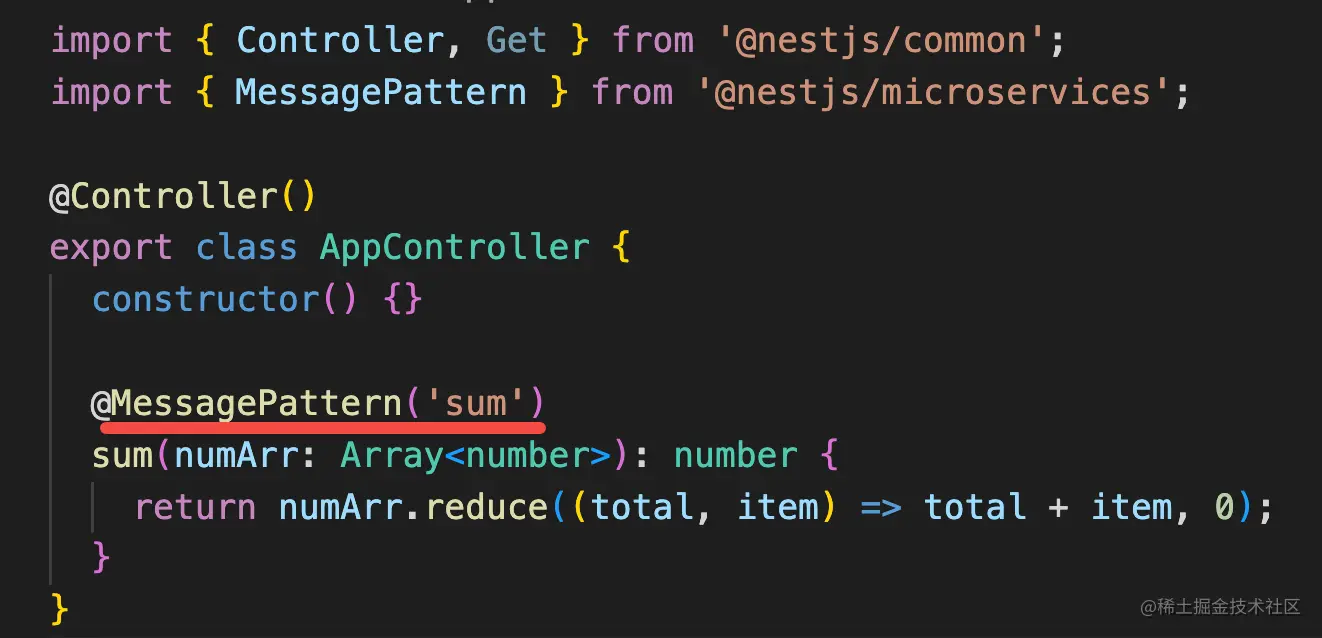 import { Controller, Get } from '@nestjs/common';
import { MessagePattern } from '@nestjs/microservices';
@Controller()
export class AppController {
constructor() {}
@MessagePattern('sum')
sum(numArr: Array<number>): number {
return numArr.reduce((total, item) => total + item, 0);
}
}
@稀土掘金技术社区